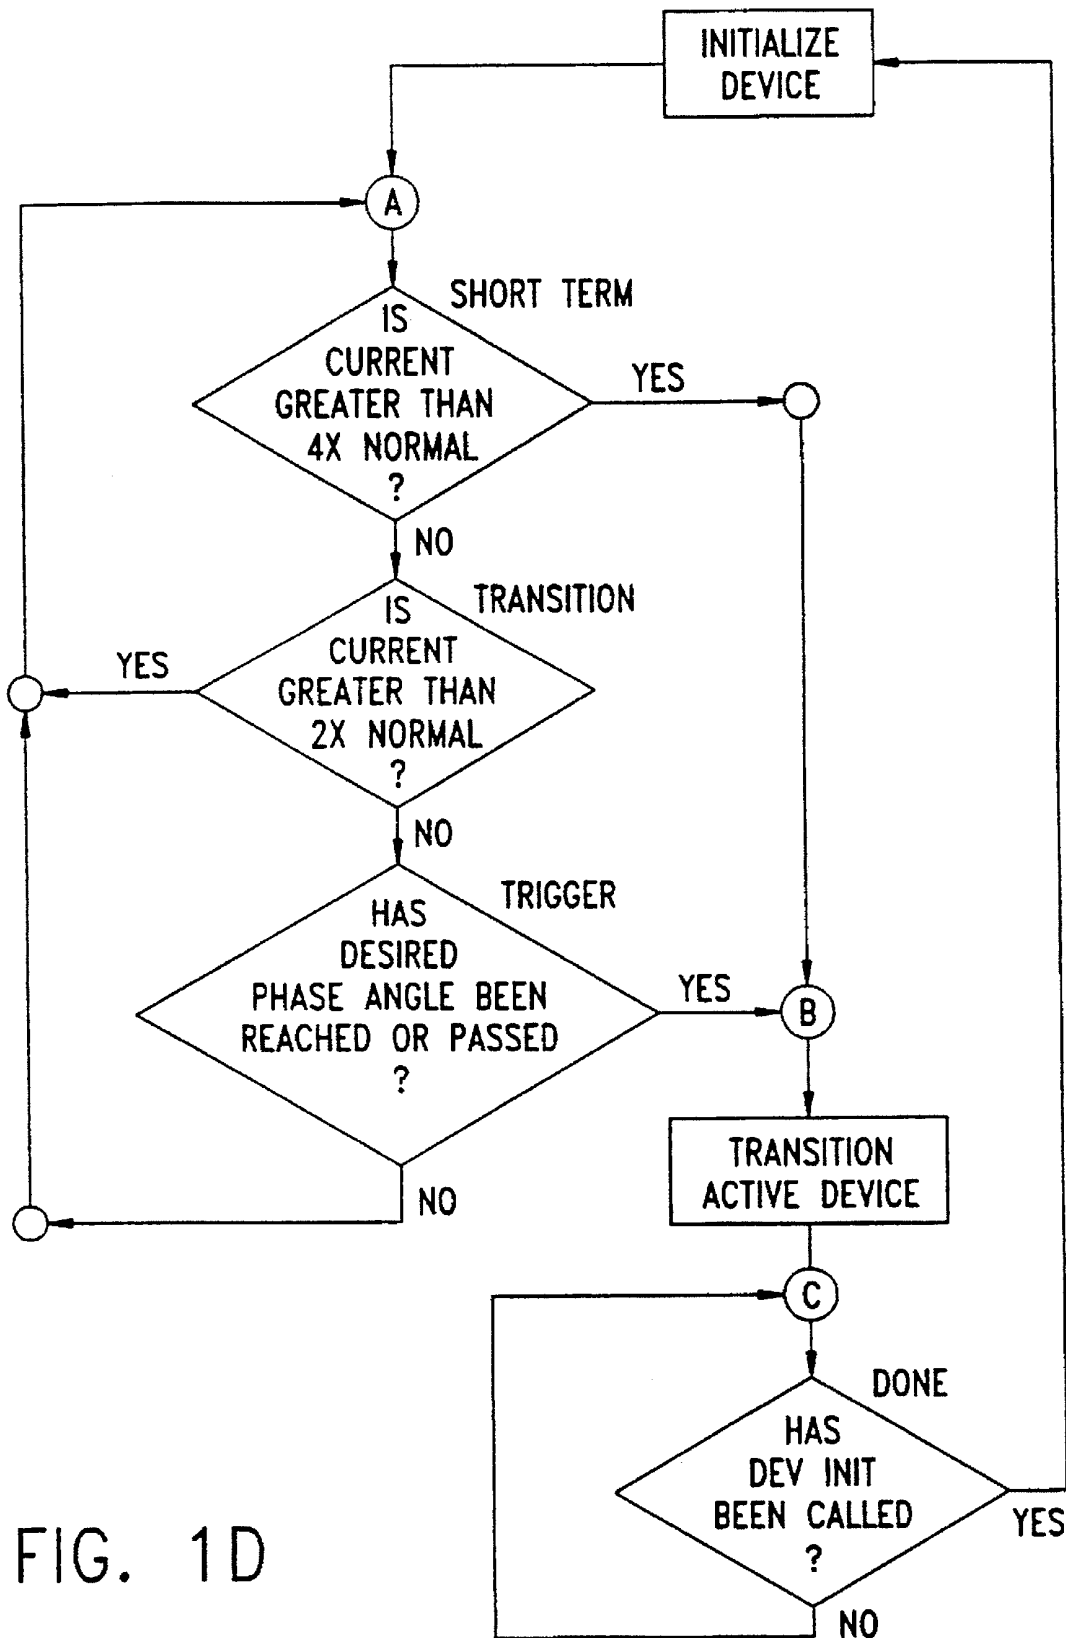 INITIALIZE
DEVICE
A
SHORT TERM
IS
CURRENT
GREATER THAN
4X NORMAL
?
YES
NO
TRANSITION
IS
CURRENT
GREATER THAN
2X NORMAL
?
YES
NO
TRIGGER
HAS
DESIRED
PHASE ANGLE BEEN
REACHED OR PASSED
?
YES
B
NO
TRANSITION
ACTIVE DEVICE
C
DONE
HAS
DEV INIT
BEEN CALLED
?
YES
NO
FIG. 1D